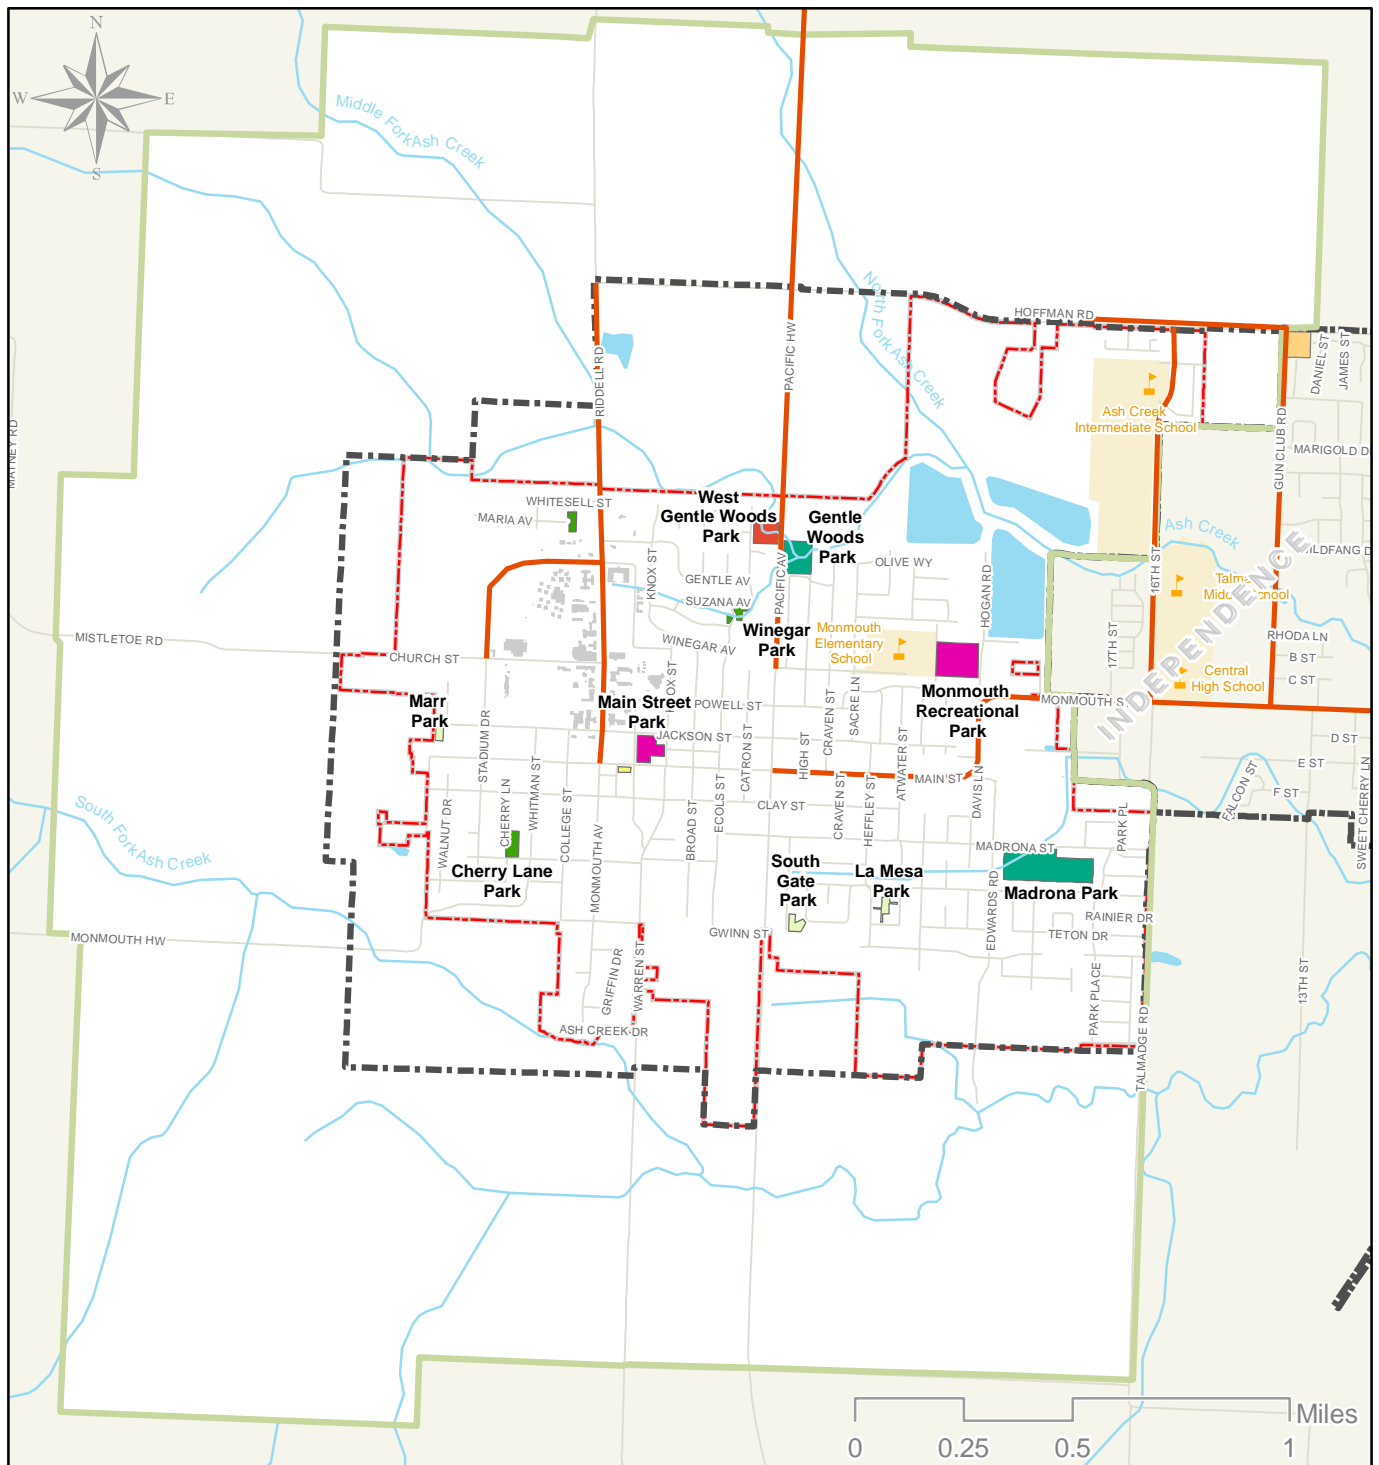 N
W
E
S
Middle Fork Ash Creek
North Fork Ash Creek
HOFFMAN RD
PACIFIC HW
RIDDELL RD
DANIEL ST
JAMES ST
MATNEY RD
Ash Creek
Intermediate School
GUN CLUB RD
MARIGOLD D
WHITESELL ST
MARIA AV
West
Gentle Woods
Park
Gentle
Woods
Park
Ash Creek
KNOX ST
GENTLE AV
SUZANA AV
PACIFIC AV
OLIVE WY
HOGAN RD
16TH ST
INDEPENDENCE
ILDFANG D
Talma
Middle School
MISTLETOE RD
CHURCH ST
WINEGAR AV
Winegar
Park
Monmouth
Elementary
School
17TH ST
RHODA LN
B ST
C ST
Central
High School
Marr
Park
Main Street
Park
OX ST
POWELL ST
JACKSON ST
SACRE LN
CRAVEN ST
Monmouth
Recreational
Park
MONMOUTH S
STADIUM DR
CATRON ST
HIGH ST
ATWATER ST
MAIN ST
DAVIS LN
D ST
E ST
F ST
FALCON ST
SWEET CHERRY LN
WHITMAN ST
CHERRY LN
WALNUT DR
COLLEGE ST
MONMOUTH AV
BROAD ST
ECOLS ST
CLAY ST
CRAVEN ST
HEFFLEY ST
PARK PL
South Fork Ash Creek
MADRONA ST
Cherry Lane
Park
South
Gate
Park
La Mesa
Park
Madrona Park
EDWARDS RD
RAINIER DR
TETON DR
MONMOUTH HW
GWINN ST
GRIFFIN DR
WARREN ST
ASH CREEK DR
PARK PLACE
TALMADGE RD
13TH ST
Miles
0
0.25
0.5
1